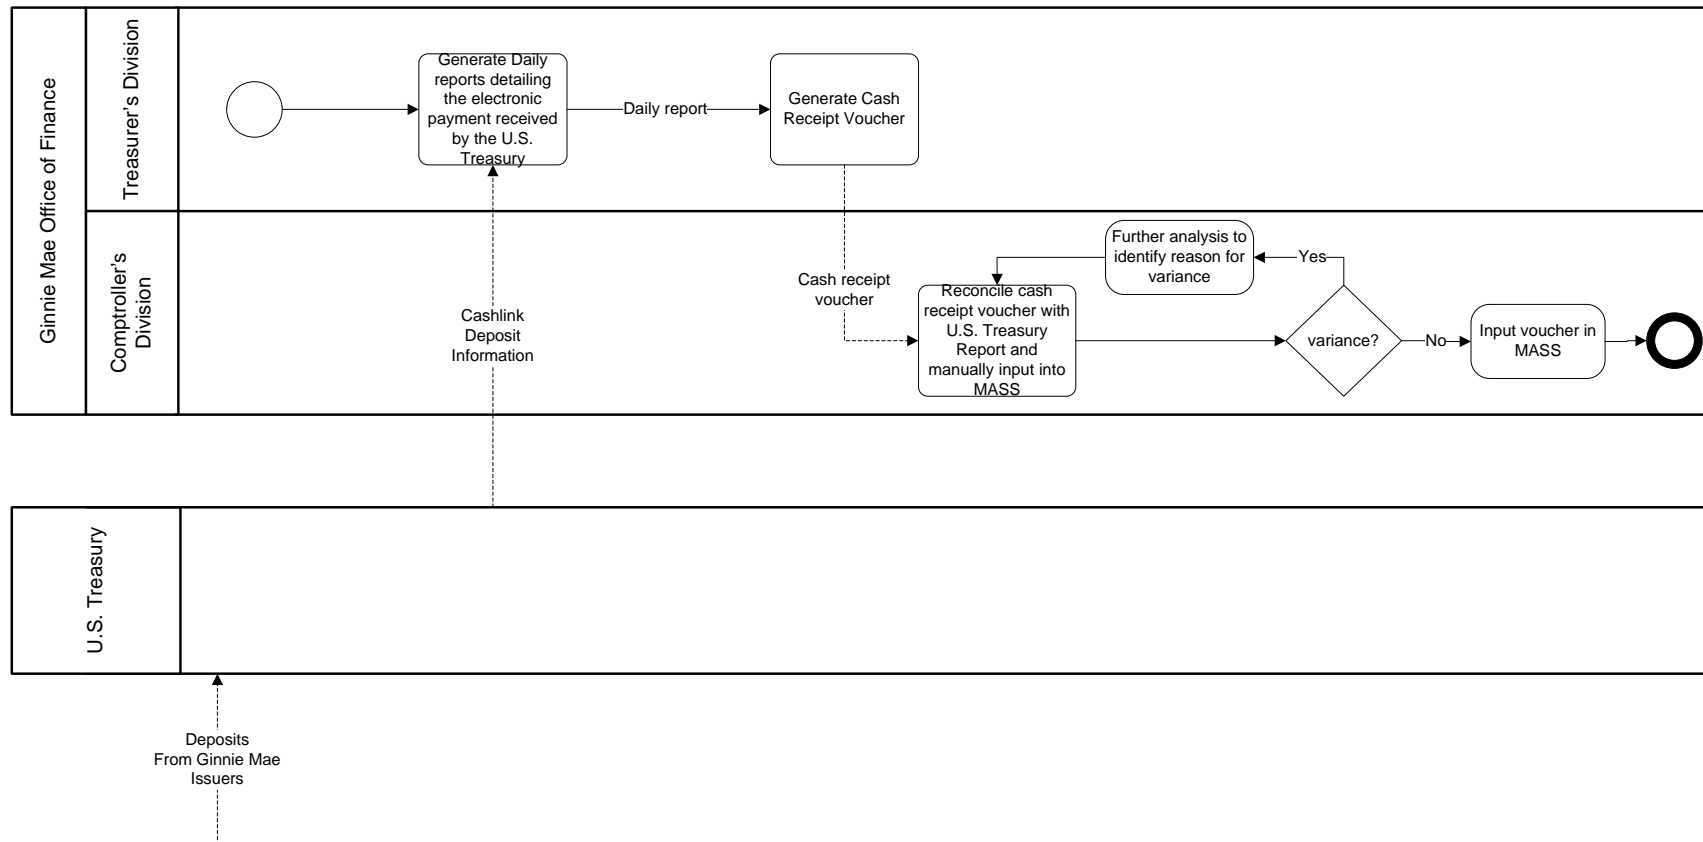 Ginnie Mae Office of Finance
Treasurer's Division
Generate Daily
reports detailing
the electronic
payment received
by the U.S.
Treasury
Daily report
Generate Cash
Receipt Voucher
Comptroller's
Division
Cashlink
Deposit
Information
Cash receipt
voucher
Further analysis to
identify reason for
variance
Yes
Reconcile cash
receipt voucher with
U.S. Treasury
Report and
manually input into
MASS
variance?
No
Input voucher in
MASS
U.S. Treasury
Deposits
From Ginnie Mae
Issuers